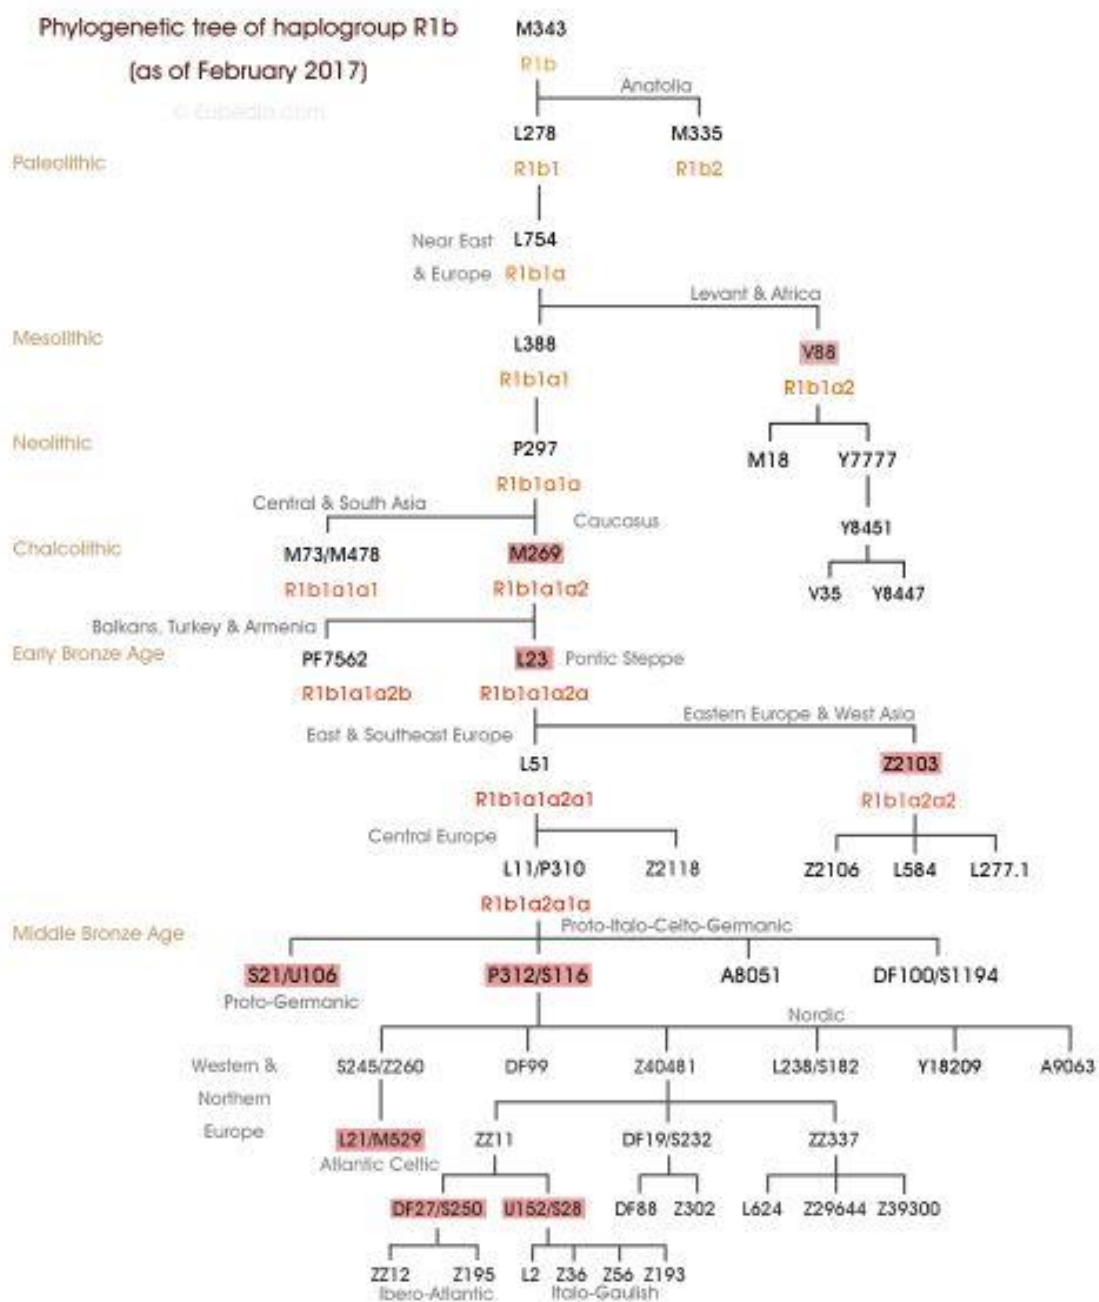 Phylogenetic tree of haplogroup R1b
(as of February 2017)
© Eupedia.com
M343
R1b
Anatolia
L278 M335
Paleolithic
R1b1 R1b2
Near East L754
& Europe R1b1a
Levant & Africa
Mesolithic
L388 V88
R1b1a1 R1b1a2
Neolithic
P297 M18 Y7777
R1b1a1a
Central & South Asia
Caucasus
Y8451
Chalcolithic
M73/M478 M269
R1b1a1a1 R1b1a1a2 V35 Y8447
Balkans, Turkey & Armenia
Early Bronze Age
PF7562 L23 Pontic Steppe
R1b1a1a2b R1b1a1a2a
Eastern Europe & West Asia
East & Southeast Europe
L51 Z2103
R1b1a1a2a1 R1b1a2a2
Central Europe
L11/P310 Z2118 Z2106 L584 L277.1
R1b1a2a1a
Middle Bronze Age
Proto-Italo-Celto-Germanic
S21/U106 P312/S116 A8051 DF100/S1194
Proto-Germanic
Nordic
Western &
Northern
Europe
S245/Z260 DF99 Z40481 L238/S182 Y18209 A9063
L21/M529 ZZ11 DF19/S232 ZZ337
Atlantic Celtic
DF27/S250 U152/S28 DF88 Z302 L624 Z29644 Z39300
ZZ12 Z195 L2 Z36 Z56 Z193
Ibero-Atlantic Italo-Gaulish